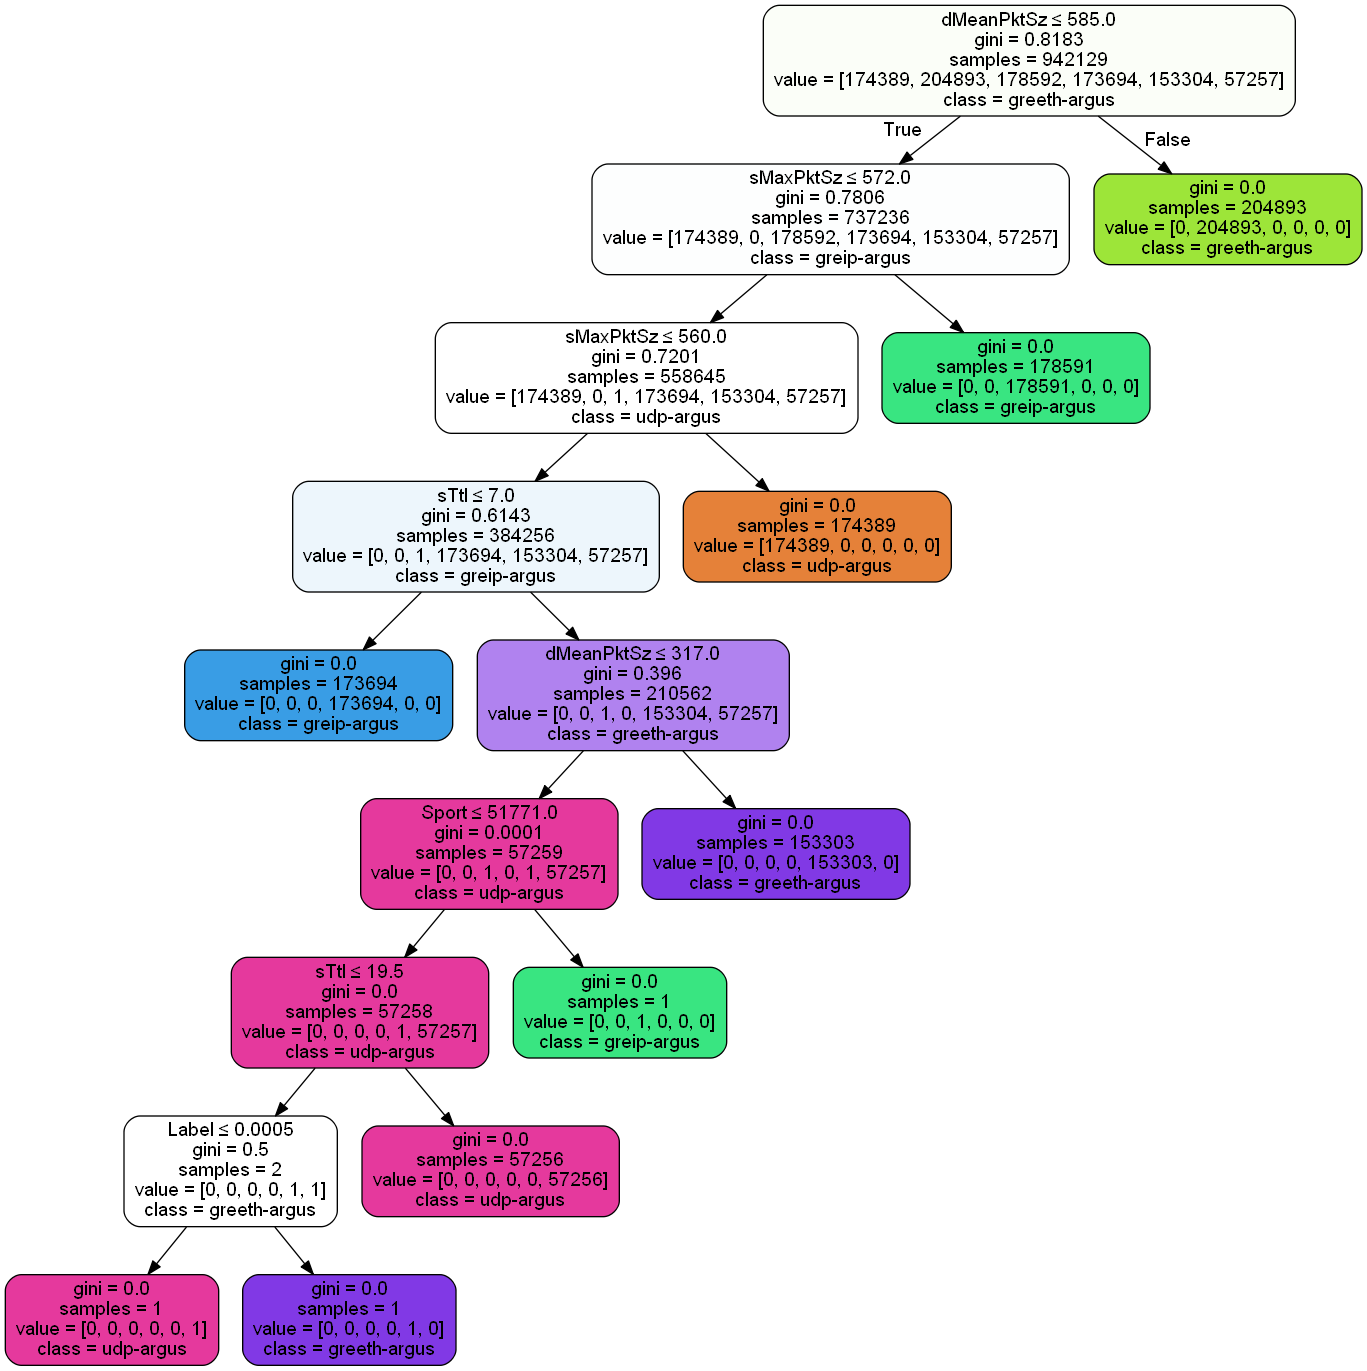 dMeanPktSz ≤ 585.0
gini = 0.8183
samples = 942129
value = [174389, 204893, 178592, 173694, 153304, 57257]
class = greeth-argus
True
False
sMaxPktSz ≤ 572.0
gini = 0.7806
samples = 737236
value = [174389, 0, 178592, 173694, 153304, 57257]
class = greip-argus
gini = 0.0
samples = 204893
value = [0, 204893, 0, 0, 0, 0]
class = greeth-argus
sMaxPktSz ≤ 560.0
gini = 0.7201
samples = 558645
value = [174389, 0, 1, 173694, 153304, 57257]
class = udp-argus
gini = 0.0
samples = 178591
value = [0, 0, 178591, 0, 0, 0]
class = greip-argus
sTtl ≤ 7.0
gini = 0.6143
samples = 384256
value = [0, 0, 1, 173694, 153304, 57257]
class = greip-argus
gini = 0.0
samples = 174389
value = [174389, 0, 0, 0, 0, 0]
class = udp-argus
gini = 0.0
samples = 173694
value = [0, 0, 0, 173694, 0, 0]
class = greip-argus
dMeanPktSz ≤ 317.0
gini = 0.396
samples = 210562
value = [0, 0, 1, 0, 153304, 57257]
class = greeth-argus
Sport ≤ 51771.0
gini = 0.0001
samples = 57259
value = [0, 0, 1, 0, 1, 57257]
class = udp-argus
gini = 0.0
samples = 153303
value = [0, 0, 0, 0, 153303, 0]
class = greeth-argus
sTtl ≤ 19.5
gini = 0.0
samples = 57258
value = [0, 0, 0, 0, 1, 57257]
class = udp-argus
gini = 0.0
samples = 1
value = [0, 0, 1, 0, 0, 0]
class = greip-argus
Label ≤ 0.0005
gini = 0.5
samples = 2
value = [0, 0, 0, 0, 1, 1]
class = greeth-argus
gini = 0.0
samples = 57256
value = [0, 0, 0, 0, 0, 57256]
class = udp-argus
gini = 0.0
samples = 1
value = [0, 0, 0, 0, 0, 1]
class = udp-argus
gini = 0.0
samples = 1
value = [0, 0, 0, 0, 1, 0]
class = greeth-argus